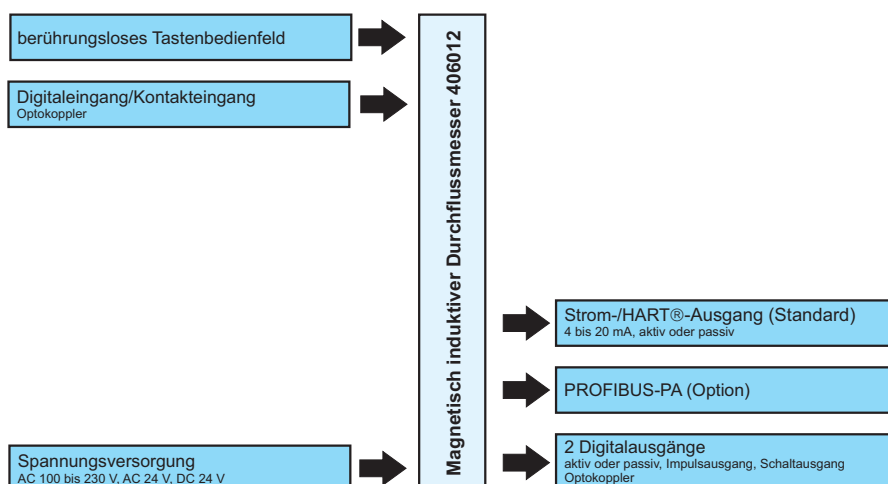 berührungsloses Tastenbedienfeld
Digitaleingang/Kontakteingang
Optokoppler
Magnetisch induktiver Durchflussmesser 406012
Strom-/HART®-Ausgang (Standard)
4 bis 20 mA, aktiv oder passiv
PROFIBUS-PA (Option)
Spannungsversorgung
AC 100 bis 230 V, AC 24 V, DC 24 V
2 Digitalausgänge
aktiv oder passiv, Impulsausgang, Schaltausgang
Optokoppler